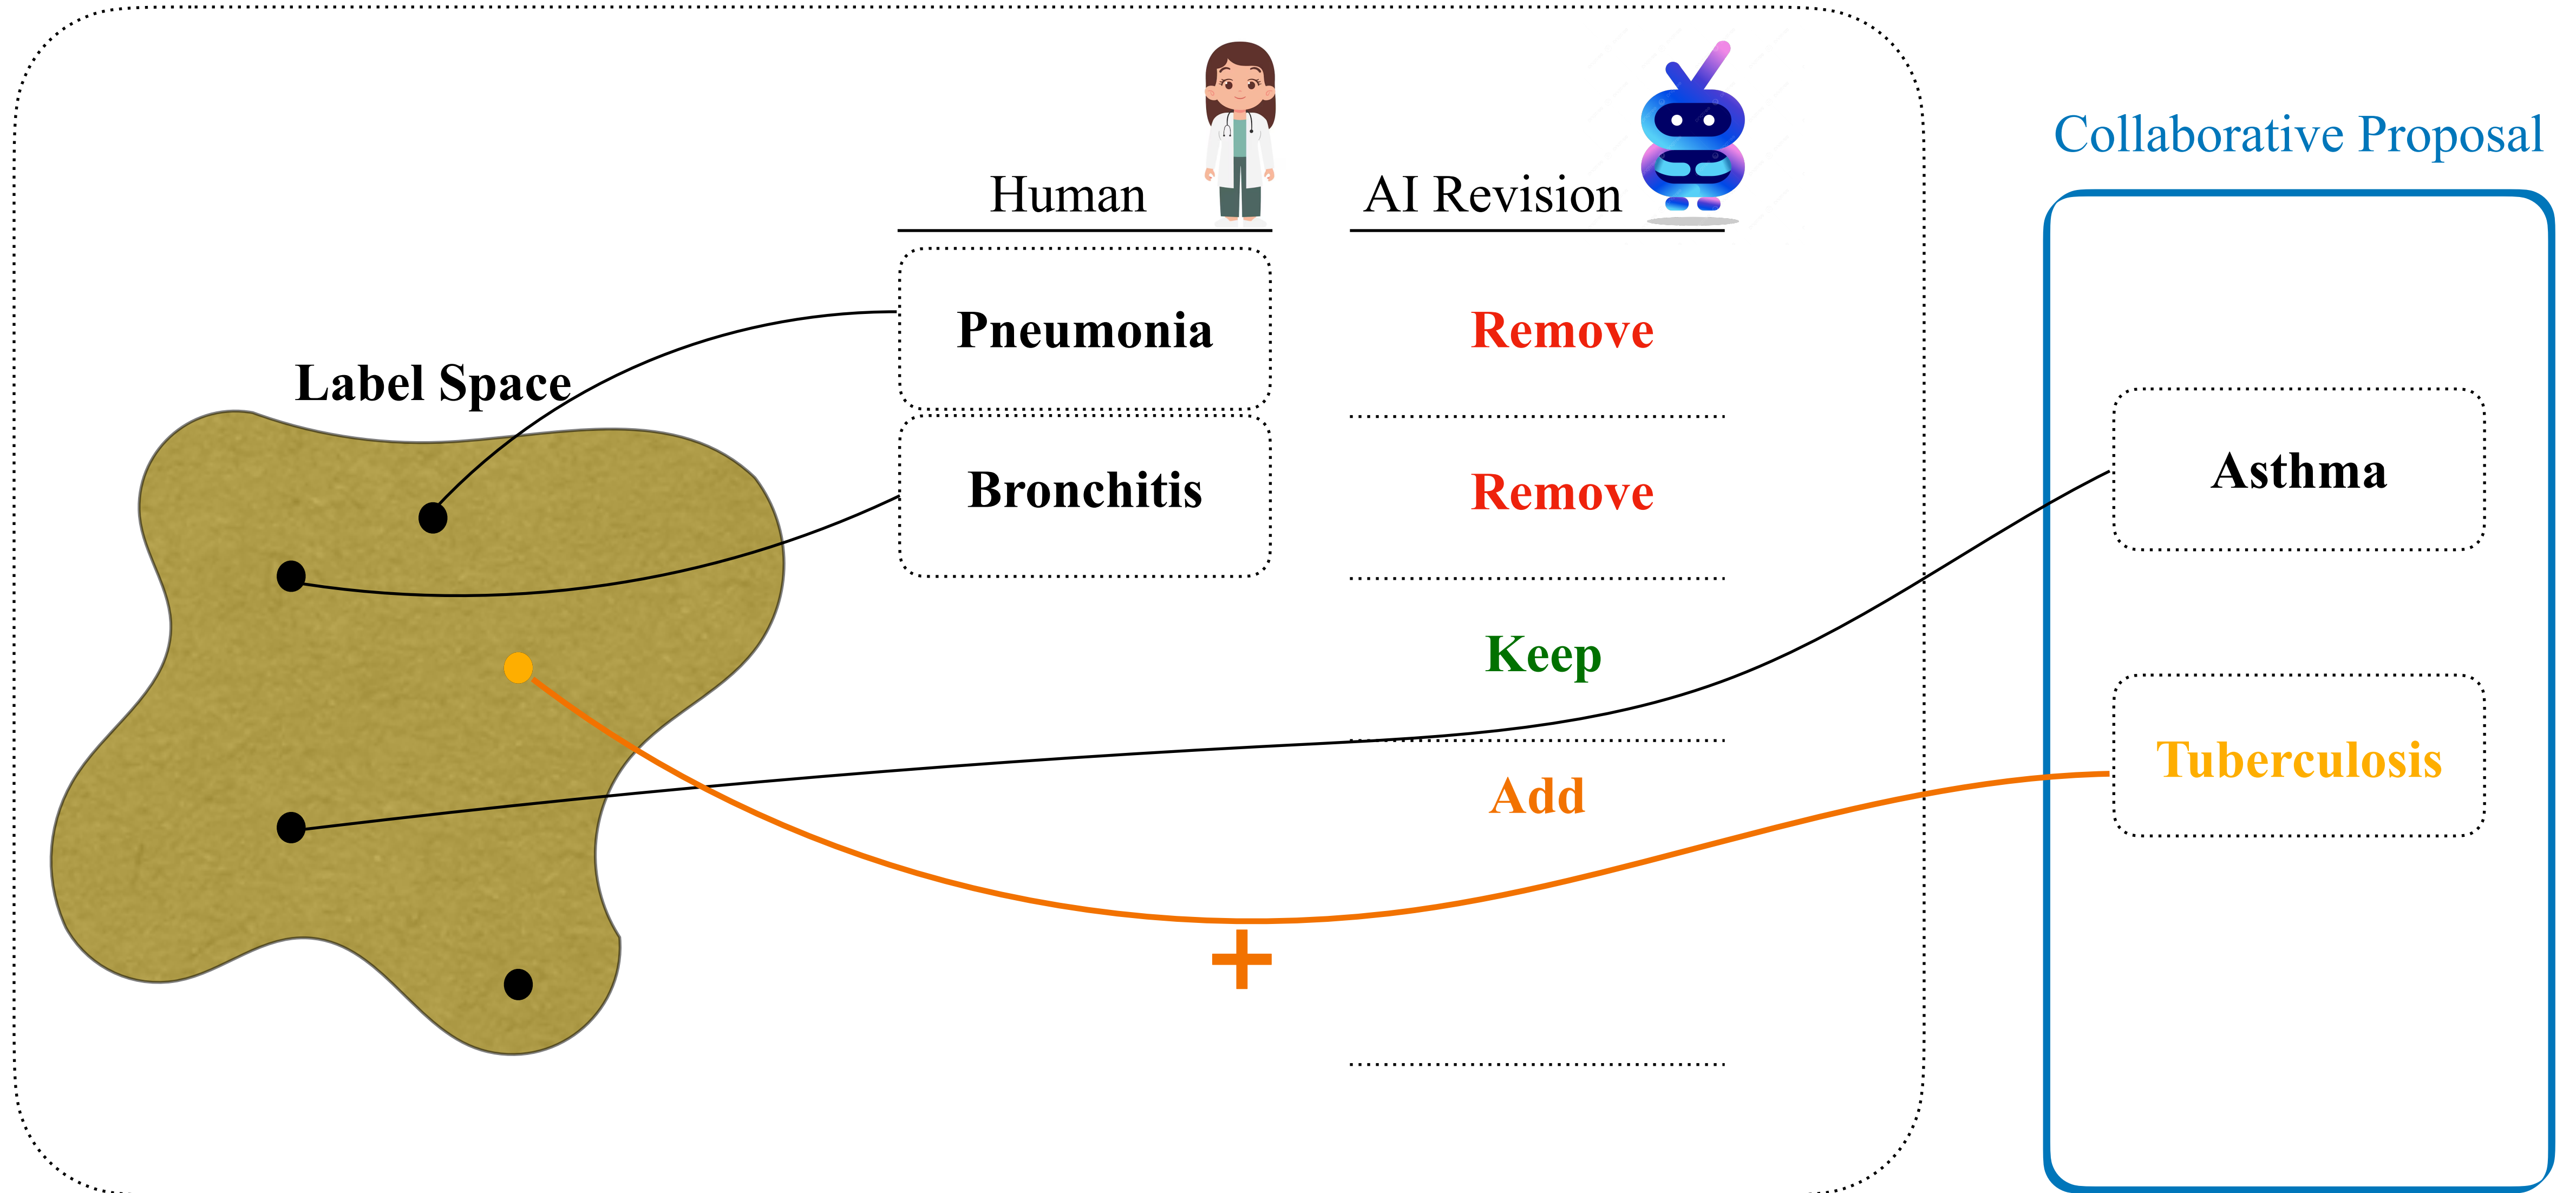 Collaborative Proposal
Human
AI Revision
Label Space
Pneumonia
Remove
Bronchitis
Remove
Asthma
Keep
Tuberculosis
Add
+